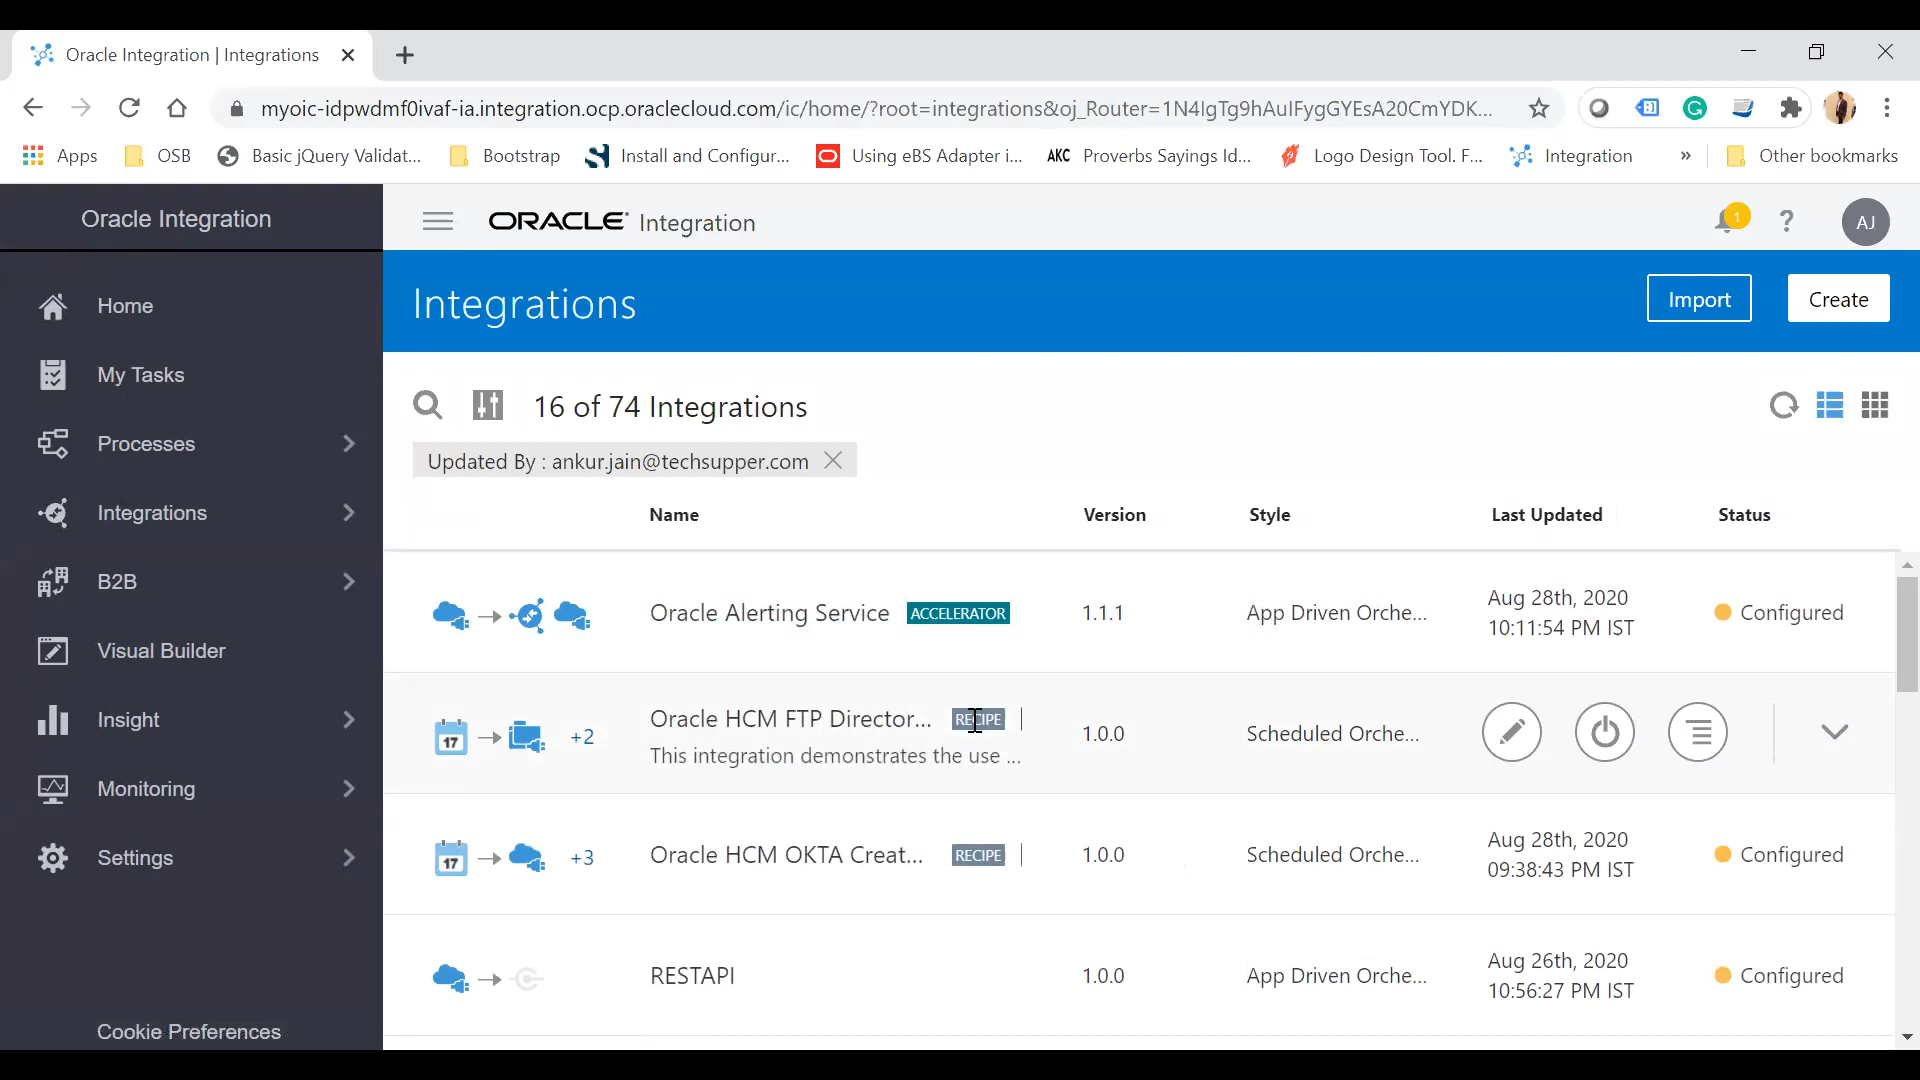 Oracle Integration | Integrations
myoic-idpwdmf0ivaf-ia.integration.ocp.oraclecloud.com/ic/home/?root=integrations&oj_Router=1N4IgTg9hAuIFygGYEsA20CmYDK...
Apps OSB Basic jQuery Validat... Bootstrap Install and Configur... Using eBS Adapter i... AKC Proverbs Sayings Id... Logo Design Tool. F... Integration » Other bookmarks
Oracle Integration
ORACLE Integration
1 ? AJ
Home
My Tasks
Processes
Integrations
B2B
Visual Builder
Insight
Monitoring
Settings
Cookie Preferences
Integrations
Import Create
16 of 74 Integrations
Updated By : ankur.jain@techsupper.com
Name Version Style Last Updated Status
Oracle Alerting Service ACCELERATOR 1.1.1 App Driven Orche... Aug 28th, 2020 Configured
10:11:54 PM IST
17 +2 Oracle HCM FTP Director... RECIPE 1.0.0 Scheduled Orche...
This integration demonstrates the use ...
17 +3 Oracle HCM OKTA Creat... RECIPE 1.0.0 Scheduled Orche... Aug 28th, 2020 Configured
09:38:43 PM IST
RESTAPI 1.0.0 App Driven Orche... Aug 26th, 2020 Configured
10:56:27 PM IST